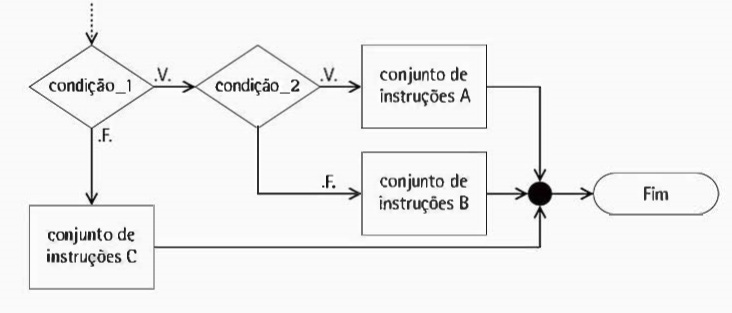 condição_1
.V.
condição_2
.V.
conjunto de
instruções A
.F.
.F.
conjunto de
instruções B
Fim
conjunto de
instruções C